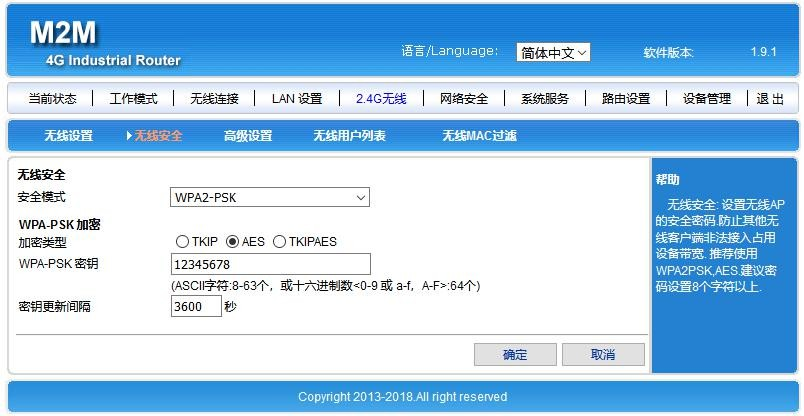 M2M
4G Industrial Router
语言/Language:
简体中文
软件版本:
1.9.1
当前状态
工作模式
无线连接
LAN 设置
2.4G无线
网络安全
系统服务
路由设置
设备管理
退 出
无线设置
无线安全
高级设置
无线用户列表
无线MAC过滤
无线安全
安全模式
WPA2-PSK
WPA-PSK 加密
加密类型
TKIP
AES
TKIPAES
WPA-PSK 密钥
12345678
(ASCII字符:8-63个，或十六进制数<0-9 或 a-f，A-F>:64个)
密钥更新间隔
3600
秒
确定
取消
帮助
无线安全: 设置无线AP
的安全密码.防止其他无
线客户端非法接入占用
设备带宽. 推荐使用
WPA2PSK,AES.建议密
码设置8个字符以上.
Copyright 2013-2018.All right reserved